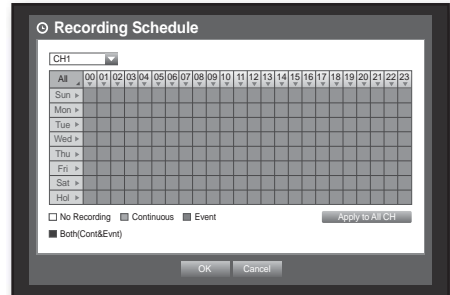 Recording Schedule
CH1
All 00 01 02 03 04 05 06 07 08 09 10 11 12 13 14 15 16 17 18 19 20 21 22 23
Sun
Mon
Tue
Wed
Thu
Fri
Sat
Hol
No Recording Continuous Event Apply to All CH
Both(Cont&Evnt)
OK Cancel